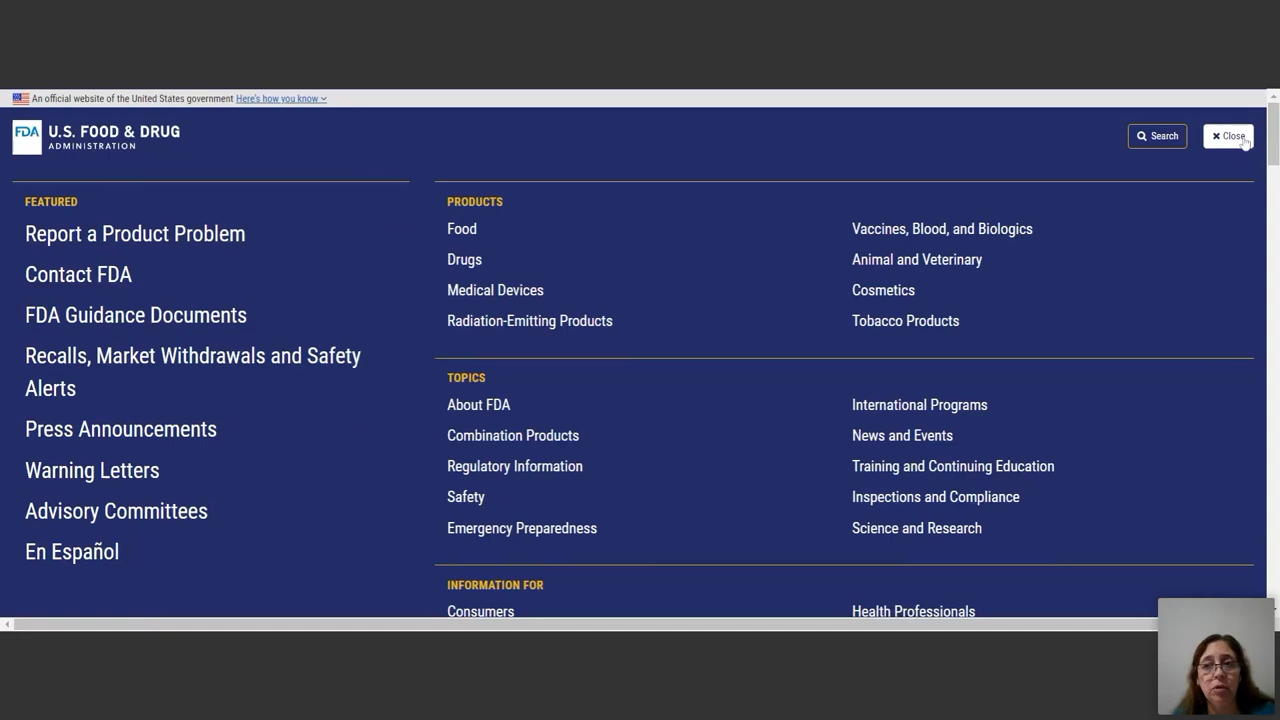 An official website of the United States government Here's how you know
FDA U.S. FOOD & DRUG
ADMINISTRATION
Search
Close
FEATURED
Report a Product Problem
Contact FDA
FDA Guidance Documents
Recalls, Market Withdrawals and Safety
Alerts
Press Announcements
Warning Letters
Advisory Committees
En Español
PRODUCTS
Food
Drugs
Medical Devices
Radiation-Emitting Products
Vaccines, Blood, and Biologics
Animal and Veterinary
Cosmetics
Tobacco Products
TOPICS
About FDA
Combination Products
Regulatory Information
Safety
Emergency Preparedness
International Programs
News and Events
Training and Continuing Education
Inspections and Compliance
Science and Research
INFORMATION FOR
Consumers
Health Professionals